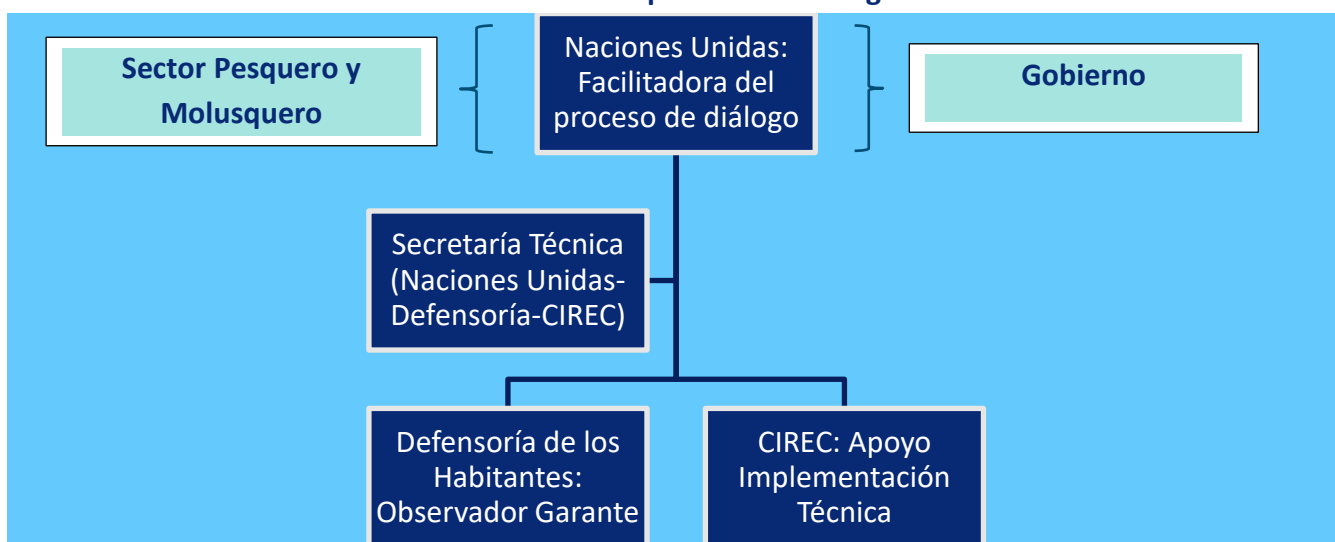 Sector Pesquero y
Molusquero
Naciones Unidas:
Facilitadora del
proceso de diálogo
Gobierno
Secretaría Técnica
(Naciones Unidas-
Defensoría-CIREC)
Defensoría de los
Habitantes:
Observador Garante
CIREC: Apoyo
Implementación
Técnica